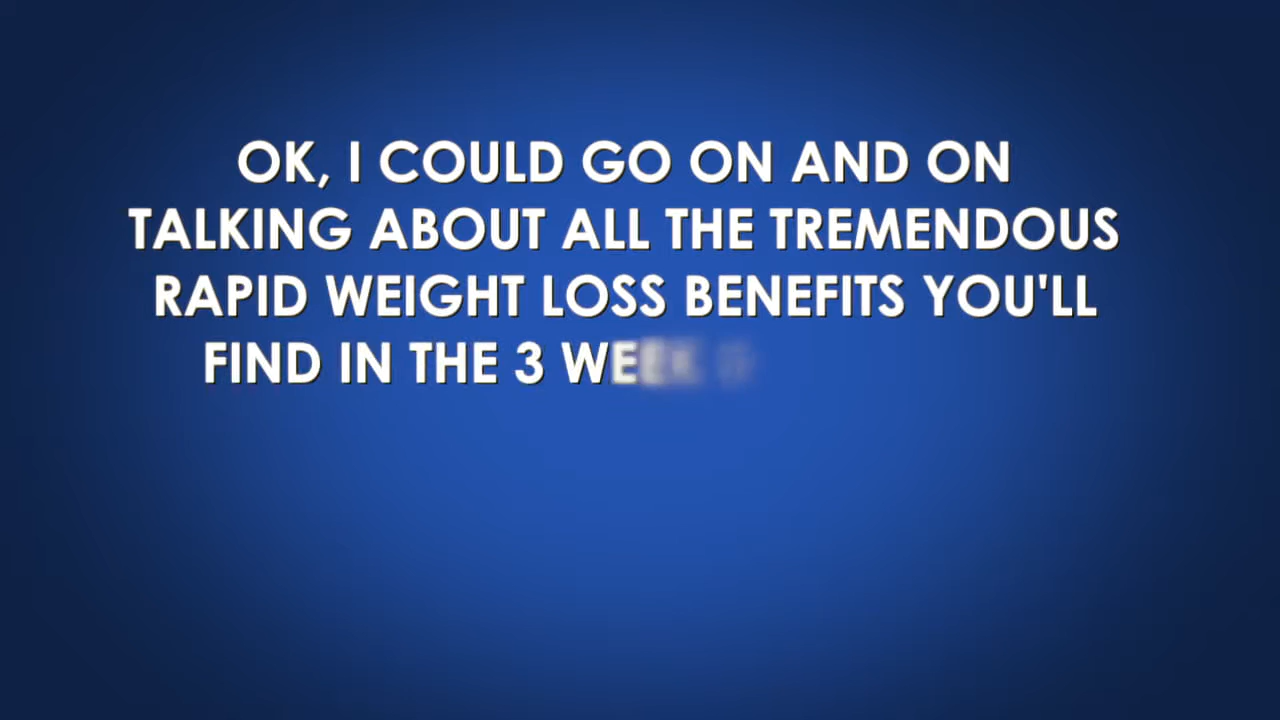 OK, I COULD GO ON AND ON
TALKING ABOUT ALL THE TREMENDOUS
RAPID WEIGHT LOSS BENEFITS YOU'LL
FIND IN THE 3 WEEK